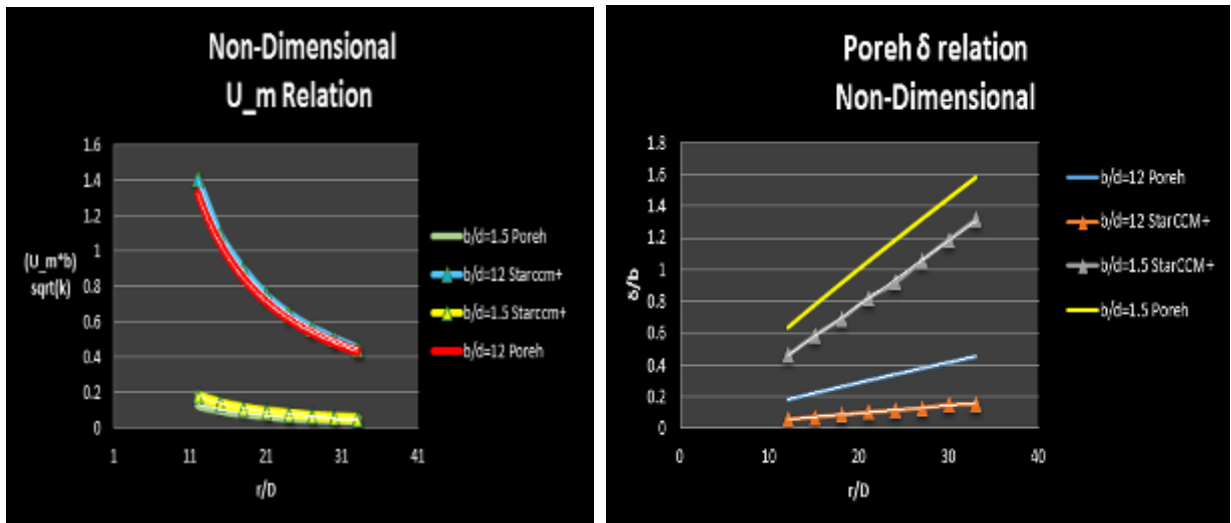 Non-Dimensional
U_m Relation
1.6
1.4
1.2
1
0.8
0.6
0.4
0.2
0
(U_m*b)
sqrt(k)
1
11
21
31
41
r/D
b/d=1.5 Poreh
b/d=12 Starccm+
b/d=1.5 Starccm+
b/d=12 Poreh
Poreh δ relation
Non-Dimensional
1.8
1.6
1.4
1.2
1
0.8
0.6
0.4
0.2
0
δ/b
0
10
20
30
40
r/D
b/d=12 Poreh
b/d=12 StarCCM+
b/d=1.5 StarCCM+
b/d=1.5 Poreh